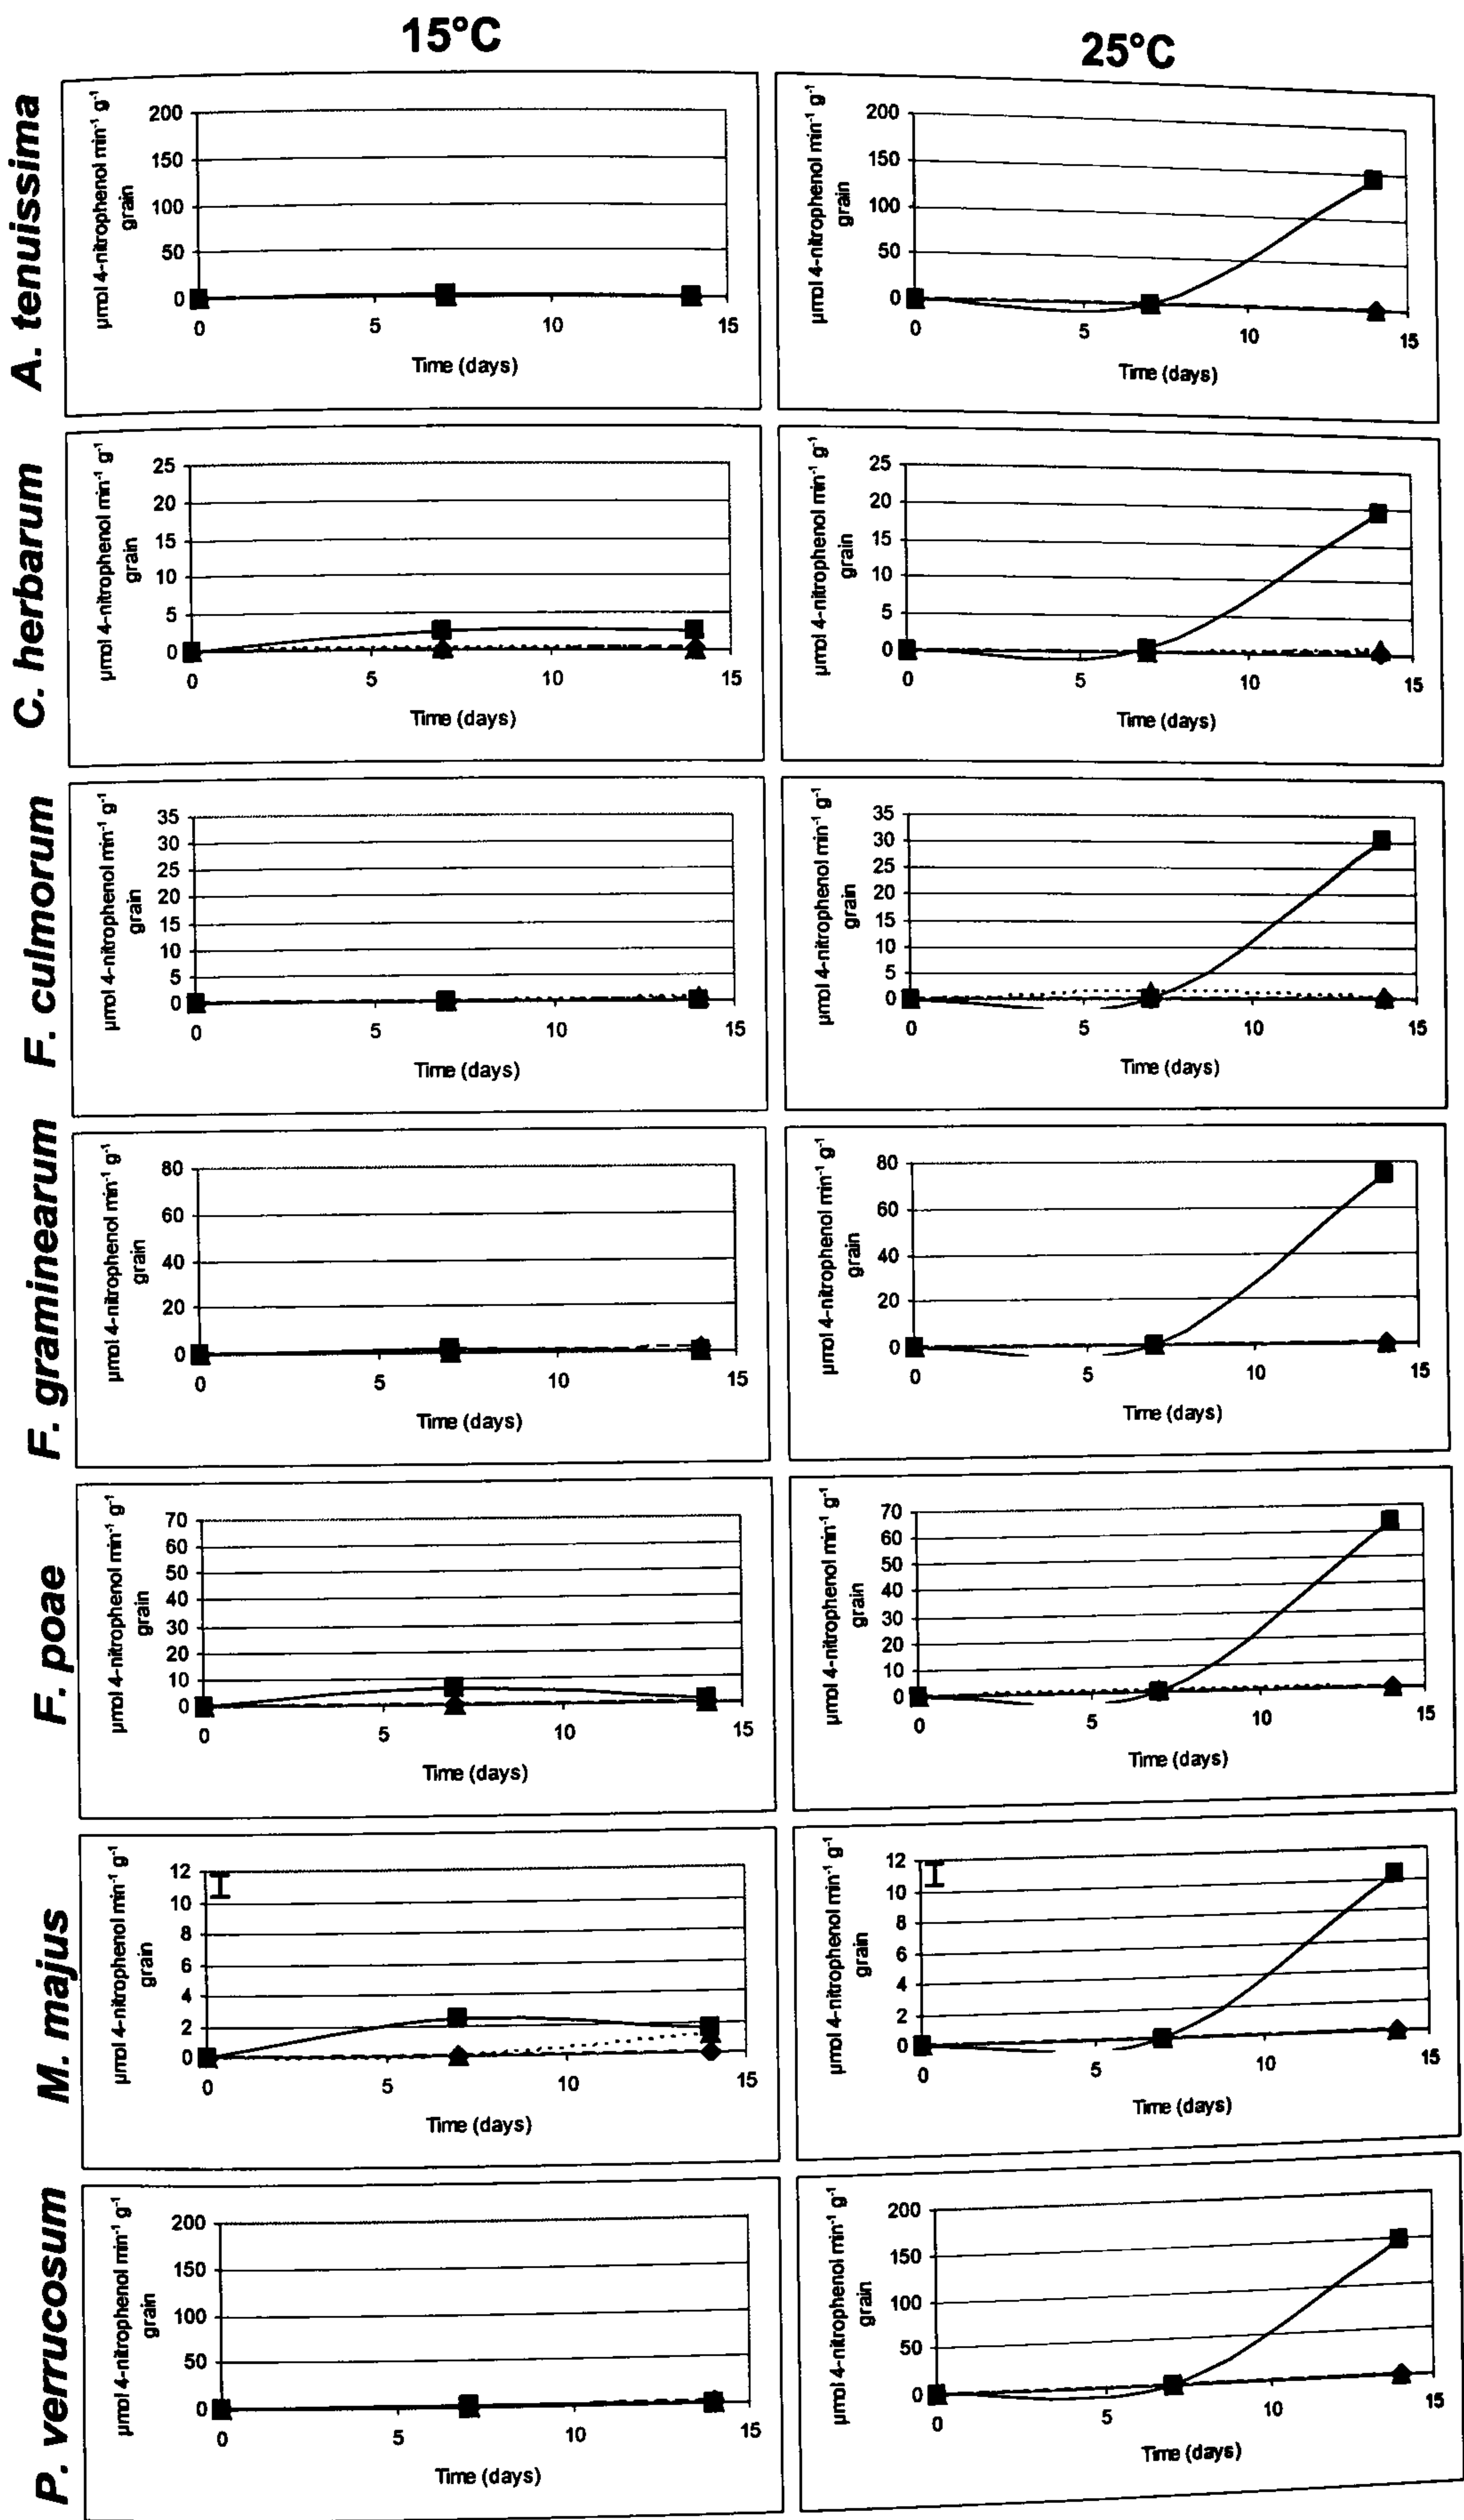 15°C
25°C
A. tenuissima
µmol 4-nitrophenol min⁻¹ g⁻¹
grain
200
150
100
50
0
0 5 10 15
Time (days)
µmol 4-nitrophenol min⁻¹ g⁻¹
grain
200
150
100
50
0
0 5 10 15
Time (days)
C. herbarum
µmol 4-nitrophenol min⁻¹ g⁻¹
grain
25
20
15
10
5
0
0 5 10 15
Time (days)
µmol 4-nitrophenol min⁻¹ g⁻¹
grain
25
20
15
10
5
0
0 5 10 15
Time (days)
F. culmorum
µmol 4-nitrophenol min⁻¹ g⁻¹
grain
35
30
25
20
15
10
5
0
0 5 10 15
Time (days)
µmol 4-nitrophenol min⁻¹ g⁻¹
grain
35
30
25
20
15
10
5
0
0 5 10 15
Time (days)
F. graminearum
µmol 4-nitrophenol min⁻¹ g⁻¹
grain
80
60
40
20
0
0 5 10 15
Time (days)
µmol 4-nitrophenol min⁻¹ g⁻¹
grain
80
60
40
20
0
0 5 10 15
Time (days)
F. poae
µmol 4-nitrophenol min⁻¹ g⁻¹
grain
70
60
50
40
30
20
10
0
0 5 10 15
Time (days)
µmol 4-nitrophenol min⁻¹ g⁻¹
grain
70
60
50
40
30
20
10
0
0 5 10 15
Time (days)
M. majus
µmol 4-nitrophenol min⁻¹ g⁻¹
grain
12
10
8
6
4
2
0
0 5 10 15
Time (days)
µmol 4-nitrophenol min⁻¹ g⁻¹
grain
12
10
8
6
4
2
0
0 5 10 15
Time (days)
P. verrucosum
µmol 4-nitrophenol min⁻¹ g⁻¹
grain
200
150
100
50
0
0 5 10 15
Time (days)
µmol 4-nitrophenol min⁻¹ g⁻¹
grain
200
150
100
50
0
0 5 10 15
Time (days)